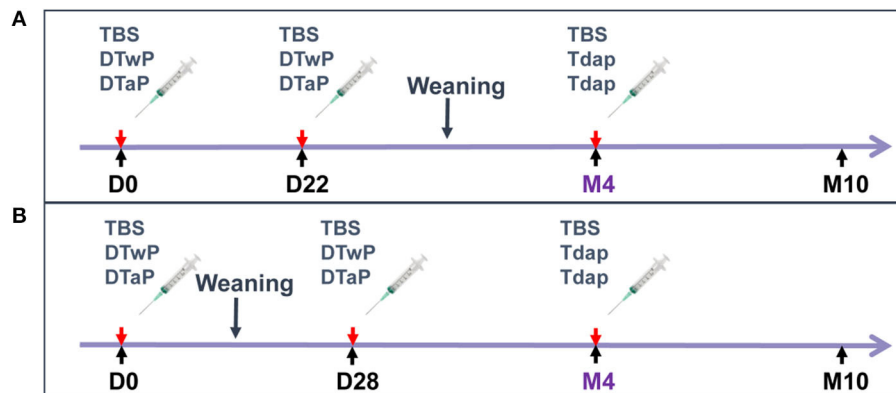 A
TBS TBS TBS
DTwP DTwP Tdap
DTaP DTaP Tdap
Weaning
D0 D22 M4 M10
B
TBS TBS TBS
DTwP DTwP Tdap
DTaP DTaP Tdap
Weaning
D0 D28 M4 M10